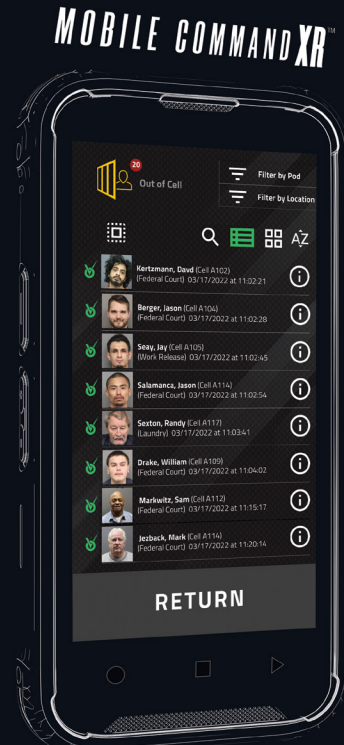 MOBILE COMMAND XR™
20
Out of Cell
Filter by Pod
Filter by Location
AZ
Kertzmann, Davd (Cell A102)
(Federal Court) 03/17/2022 at 11:02:21
Berger, Jason (Cell A104)
(Federal Court) 03/17/2022 at 11:02:28
Seay, Jay (Cell A105)
(Work Release) 03/17/2022 at 11:02:45
Salamanca, Jason (Cell A114)
(Federal Court) 03/17/2022 at 11:02:54
Sexton, Randy (Cell A117)
(Laundry) 03/17/2022 at 11:03:41
Drake, William (Cell A109)
(Federal Court) 03/17/2022 at 11:04:02
Markwitz, Sam (Cell A112)
(Federal Court) 03/17/2022 at 11:15:17
Jezback, Mark (Cell A114)
(Federal Court) 03/17/2022 at 11:20:14
RETURN